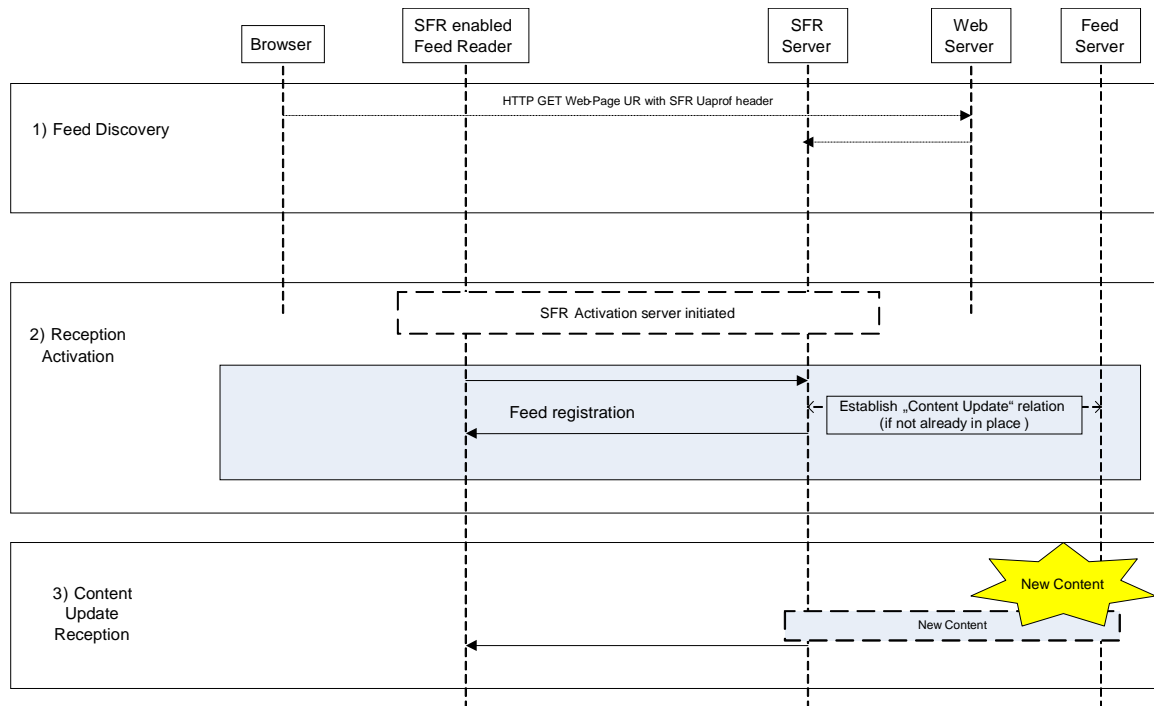 Browser
SFR enabled
Feed Reader
SFR
Server
Web
Server
Feed
Server
HTTP GET Web-Page UR with SFR Uaprof header
1) Feed Discovery
SFR Activation server initiated
2) Reception
Activation
Feed registration
Establish „Content Update“ relation
(if not already in place )
3) Content
Update
Reception
New Content
New Content